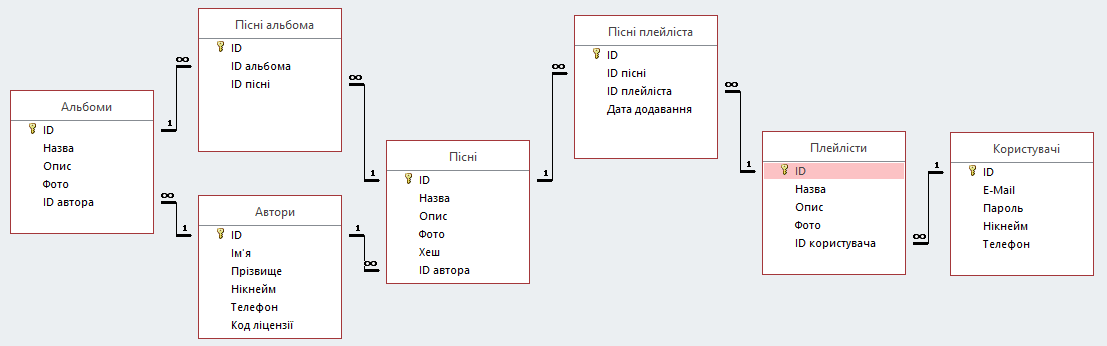 Альбоми
ID
Назва
Опис
Фото
ID автора
Пісні альбома
ID
ID альбома
ID пісні
Автори
ID
Ім'я
Прізвище
Нікнейм
Телефон
Код ліцензії
Пісні
ID
Назва
Опис
Фото
Хеш
ID автора
Пісні плейліста
ID
ID пісні
ID плейліста
Дата додавання
Плейлісти
ID
Назва
Опис
Фото
ID користувача
Користувачі
ID
E-Mail
Пароль
Нікнейм
Телефон
1
∞
∞
1
∞
1
1
∞
1
∞
∞
1
∞
1